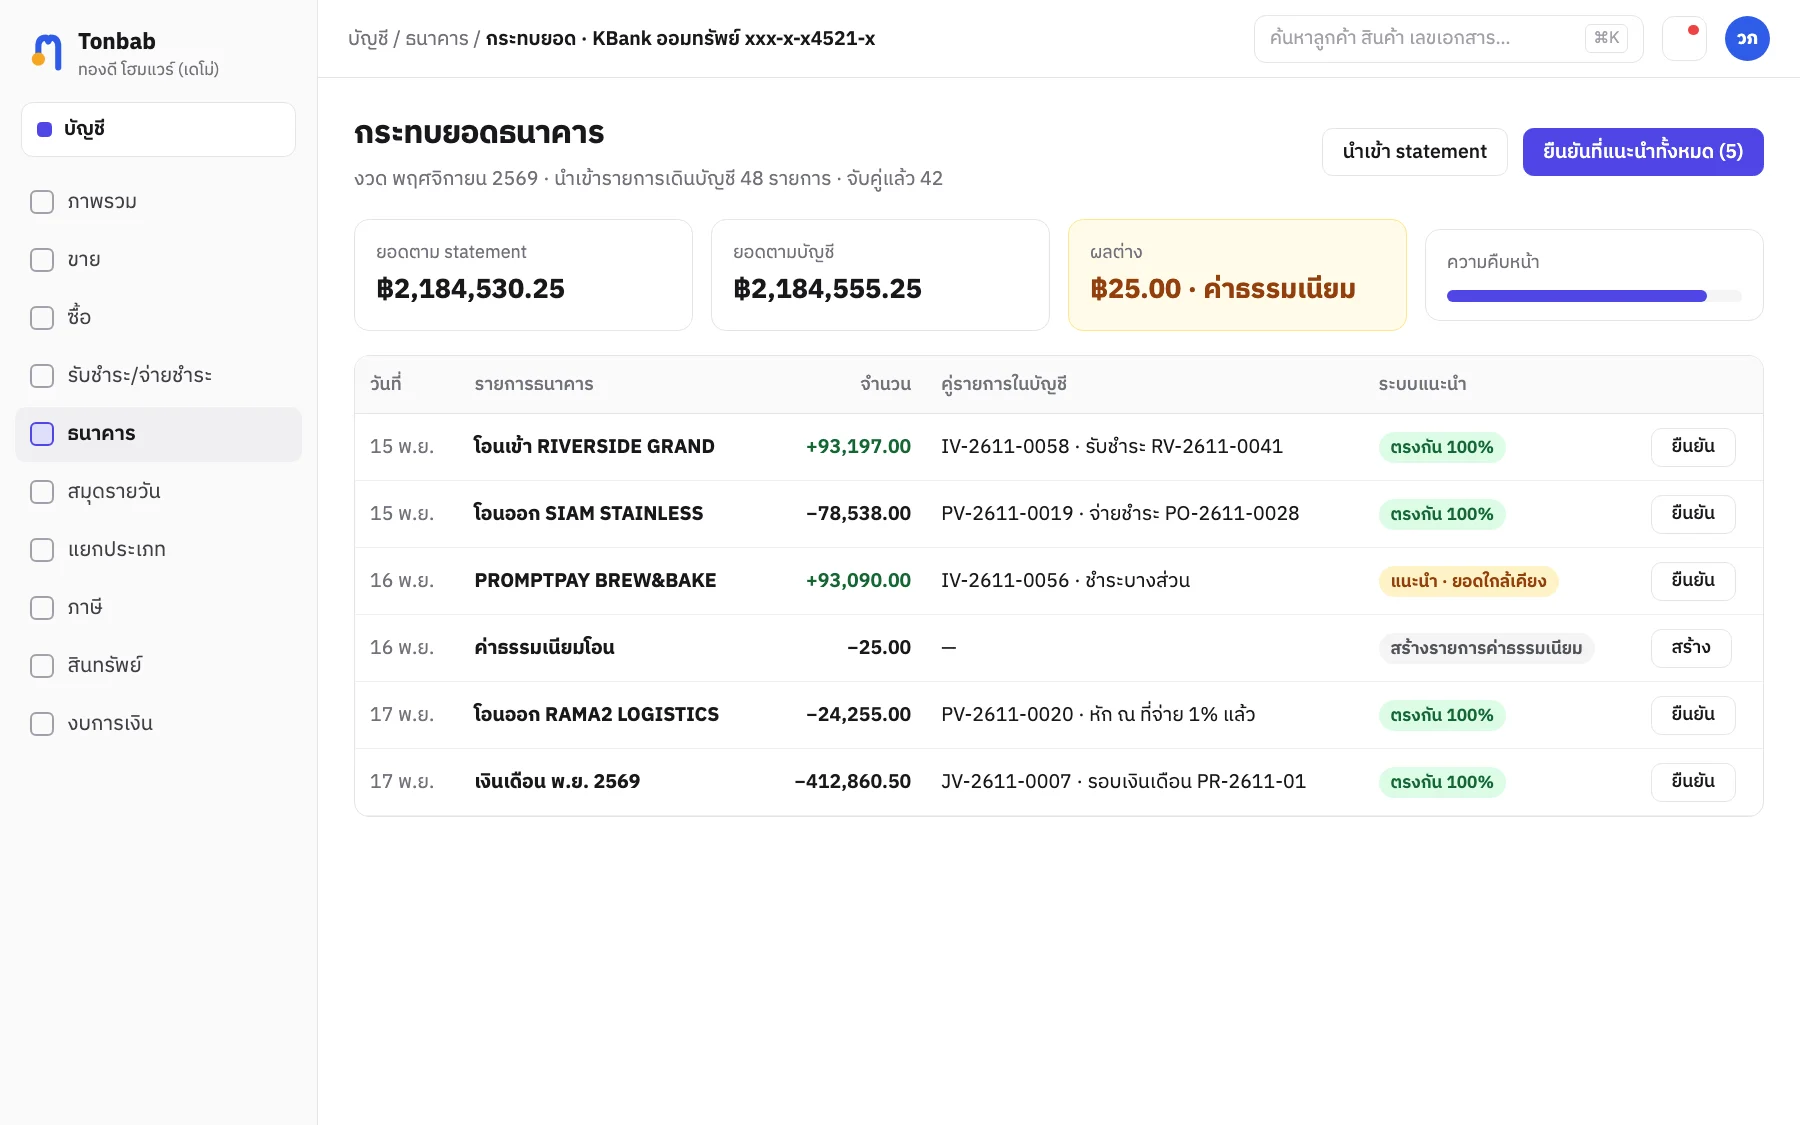 Tonbab
ทองดี โฮมแวร์ (เดโม่)
บัญชี
ภาพรวม
ขาย
ซื้อ
รับชำระ/จ่ายชำระ
ธนาคาร
สมุดรายวัน
แยกประเภท
ภาษี
สินทรัพย์
งบการเงิน
บัญชี / ธนาคาร / กระทบยอด · KBank ออมทรัพย์ xxx-x-x4521-x
ค้นหาลูกค้า สินค้า เลขเอกสาร... ⌘K
วก
กระทบยอดธนาคาร
งวด พฤศจิกายน 2569 · นำเข้ารายการเดินบัญชี 48 รายการ · จับคู่แล้ว 42
นำเข้า statement
ยืนยันที่แนะนำทั้งหมด (5)
ยอดตาม statement
฿2,184,530.25
ยอดตามบัญชี
฿2,184,555.25
ผลต่าง
฿25.00 · ค่าธรรมเนียม
ความคืบหน้า
วันที่ รายการธนาคาร จำนวน คู่รายการในบัญชี ระบบแนะนำ
15 พ.ย. โอนเข้า RIVERSIDE GRAND +93,197.00 IV-2611-0058 · รับชำระ RV-2611-0041 ตรงกัน 100% ยืนยัน
15 พ.ย. โอนออก SIAM STAINLESS −78,538.00 PV-2611-0019 · จ่ายชำระ PO-2611-0028 ตรงกัน 100% ยืนยัน
16 พ.ย. PROMPTPAY BREW&BAKE +93,090.00 IV-2611-0056 · ชำระบางส่วน แนะนำ · ยอดใกล้เคียง ยืนยัน
16 พ.ย. ค่าธรรมเนียมโอน −25.00 — สร้างรายการค่าธรรมเนียม สร้าง
17 พ.ย. โอนออก RAMA2 LOGISTICS −24,255.00 PV-2611-0020 · หัก ณ ที่จ่าย 1% แล้ว ตรงกัน 100% ยืนยัน
17 พ.ย. เงินเดือน พ.ย. 2569 −412,860.50 JV-2611-0007 · รอบเงินเดือน PR-2611-01 ตรงกัน 100% ยืนยัน